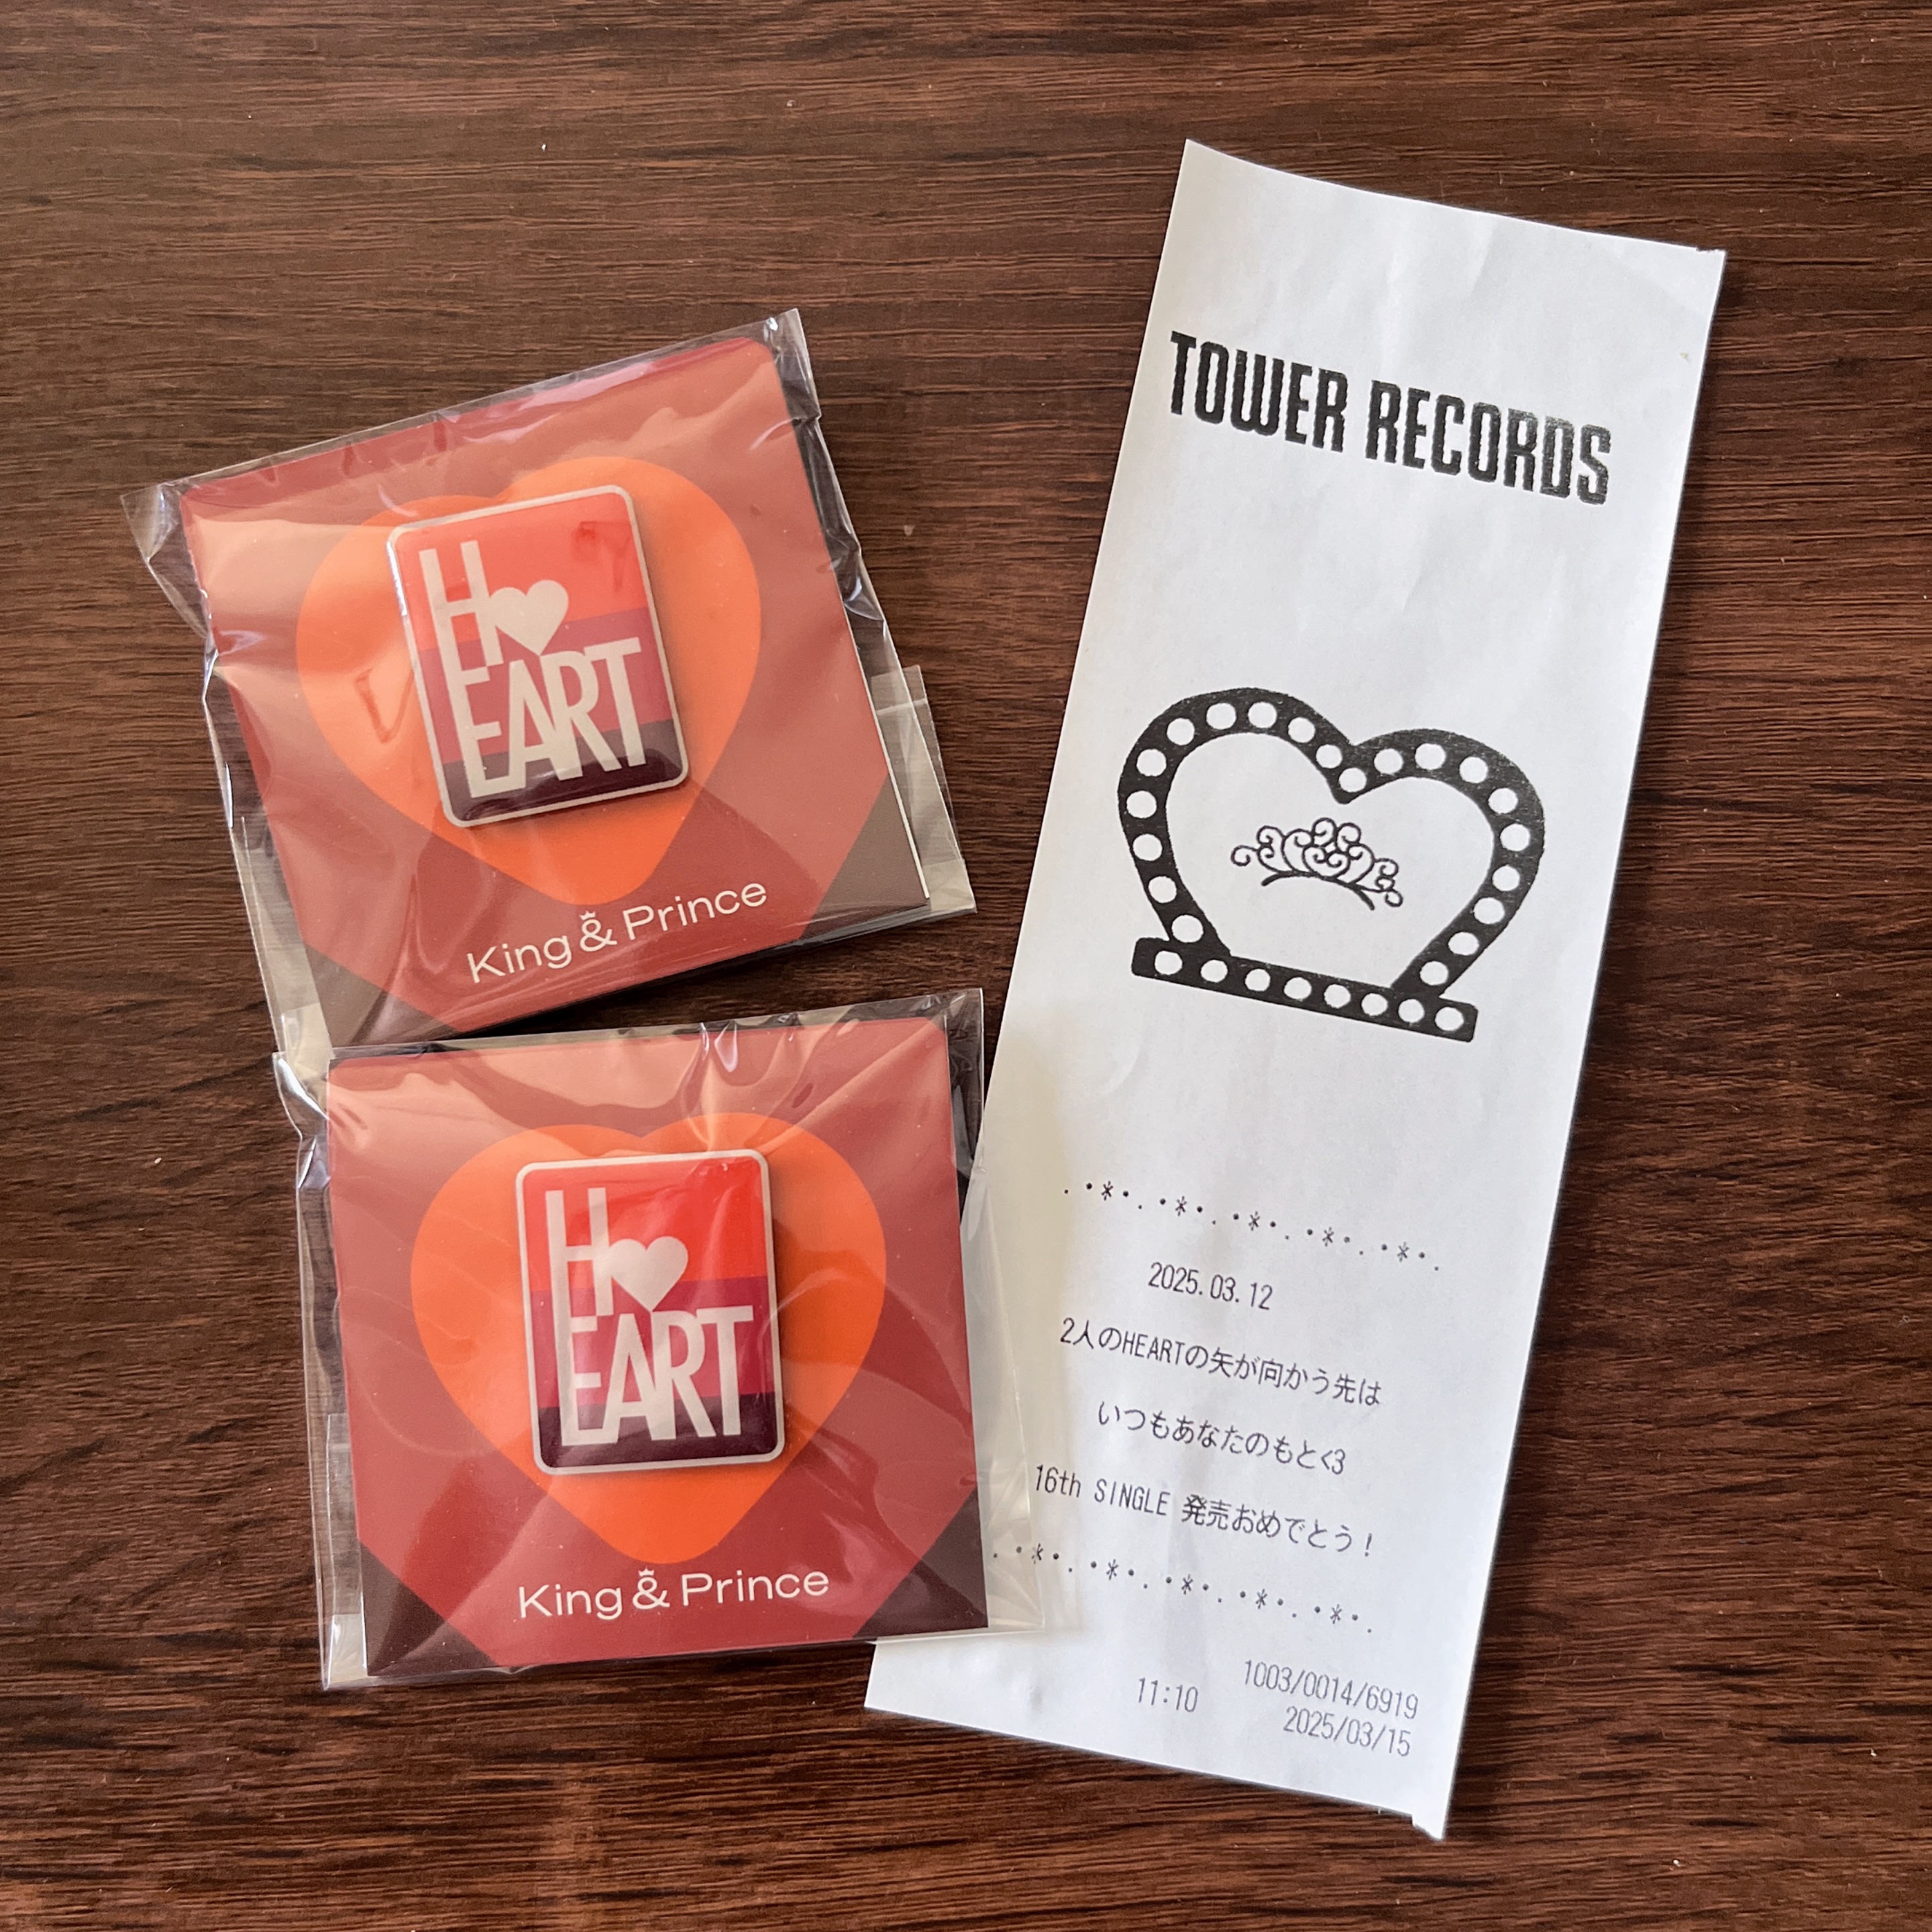 H♥
EART
King & Prince
H♥
EART
King & Prince
TOWER RECORDS
.・*・.・*・.・*・.・*・.・*・.
2025.03.12
2人のHEARTの矢が向かう先は
いつもあなたのもと<3
16th SINGLE 発売おめでとう！
.・*・.・*・.・*・.・*・.・*・.
1003/0014/6919
11:10 2025/03/15